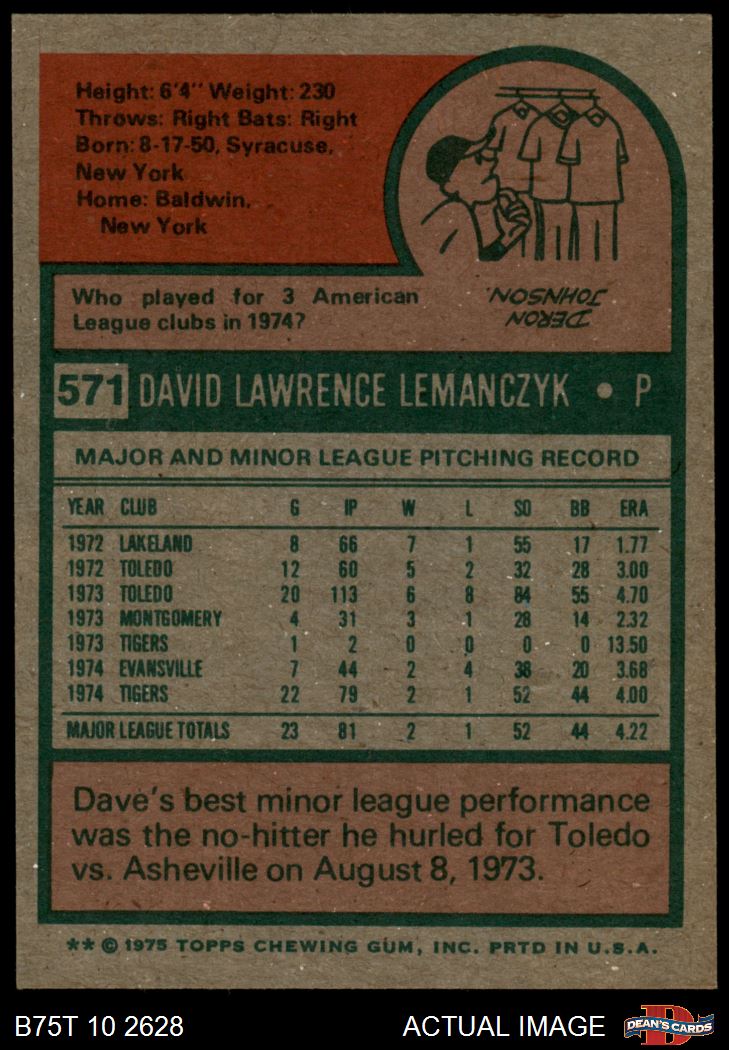 Height: 6'4" Weight: 230
Throws: Right Bats: Right
Born: 8-17-50, Syracuse,
New York
Home: Baldwin,
New York
Who played for 3 American
League clubs in 1974?
DERON
JOHNSON.
571 DAVID LAWRENCE LEMANCZYK • P
MAJOR AND MINOR LEAGUE PITCHING RECORD
YEAR CLUB G IP W L SO BB ERA
1972 LAKELAND 8 66 7 1 55 17 1.77
1972 TOLEDO 12 60 5 2 32 28 3.00
1973 TOLEDO 20 113 6 8 84 55 4.70
1973 MONTGOMERY 4 31 3 1 28 14 2.32
1973 TIGERS 1 2 0 0 0 0 13.50
1974 EVANSVILLE 7 44 2 4 38 20 3.68
1974 TIGERS 22 79 2 1 52 44 4.00
MAJOR LEAGUE TOTALS 23 81 2 1 52 44 4.22
Dave's best minor league performance
was the no-hitter he hurled for Toledo
vs. Asheville on August 8, 1973.
** © 1975 TOPPS CHEWING GUM, INC. PRTD IN U.S.A.
B75T 10 2628 ACTUAL IMAGE
D
DEAN'S CARDS